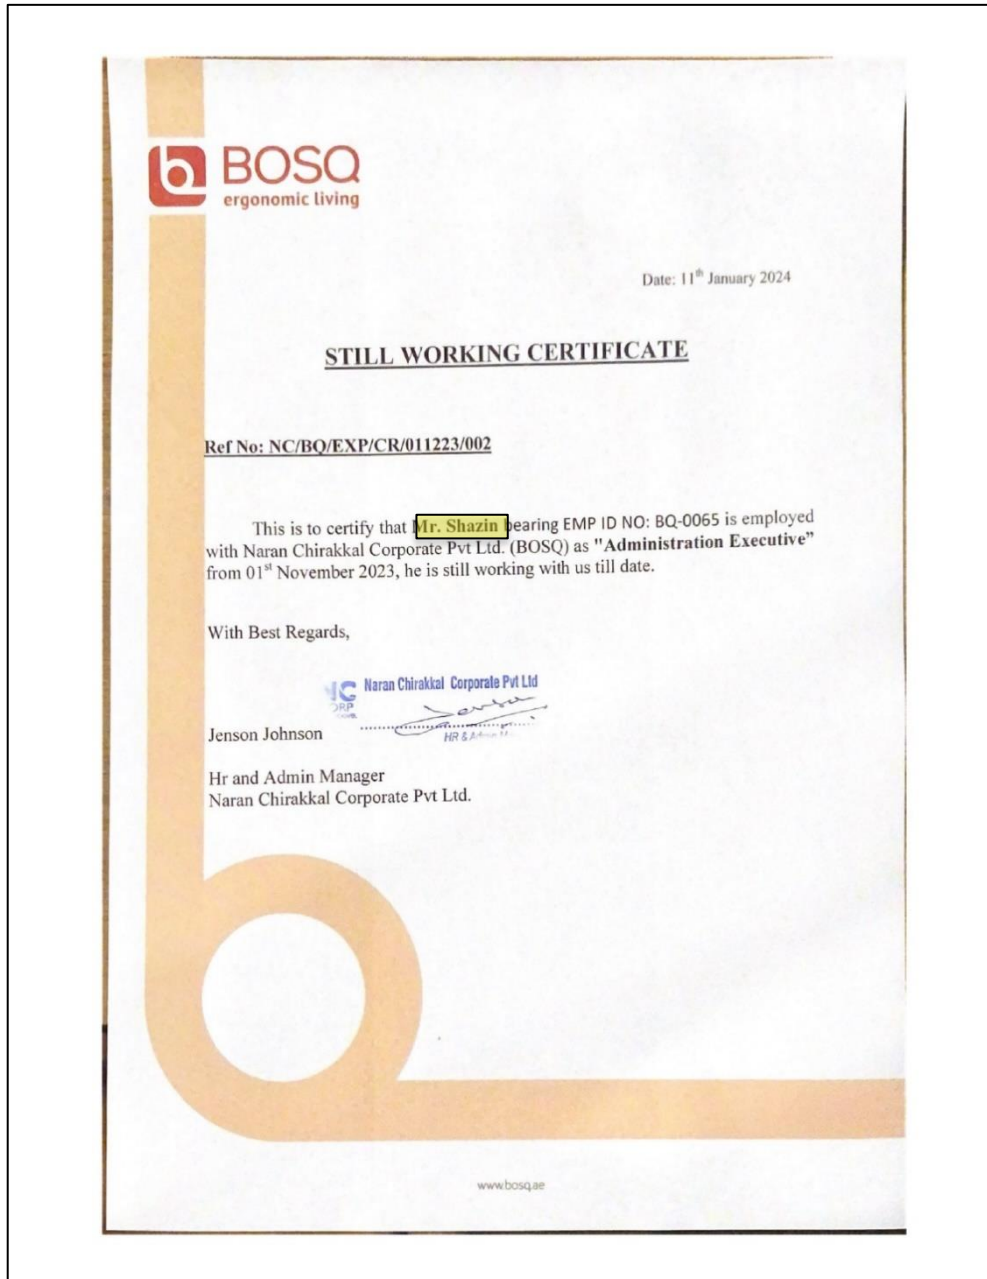 BOSQ
ergonomic living
Date: 11th January 2024
STILL WORKING CERTIFICATE
Ref No: NC/BQ/EXP/CR/011223/002
This is to certify that Mr. Shazin bearing EMP ID NO: BQ-0065 is employed
with Naran Chirakkal Corporate Pvt Ltd. (BOSQ) as "Administration Executive"
from 01st November 2023, he is still working with us till date.
With Best Regards,
Naran Chirakkal Corporate Pvt Ltd
Jenson Johnson
HR &
Hr and Admin Manager
Naran Chirakkal Corporate Pvt Ltd.
www.bosq.ae